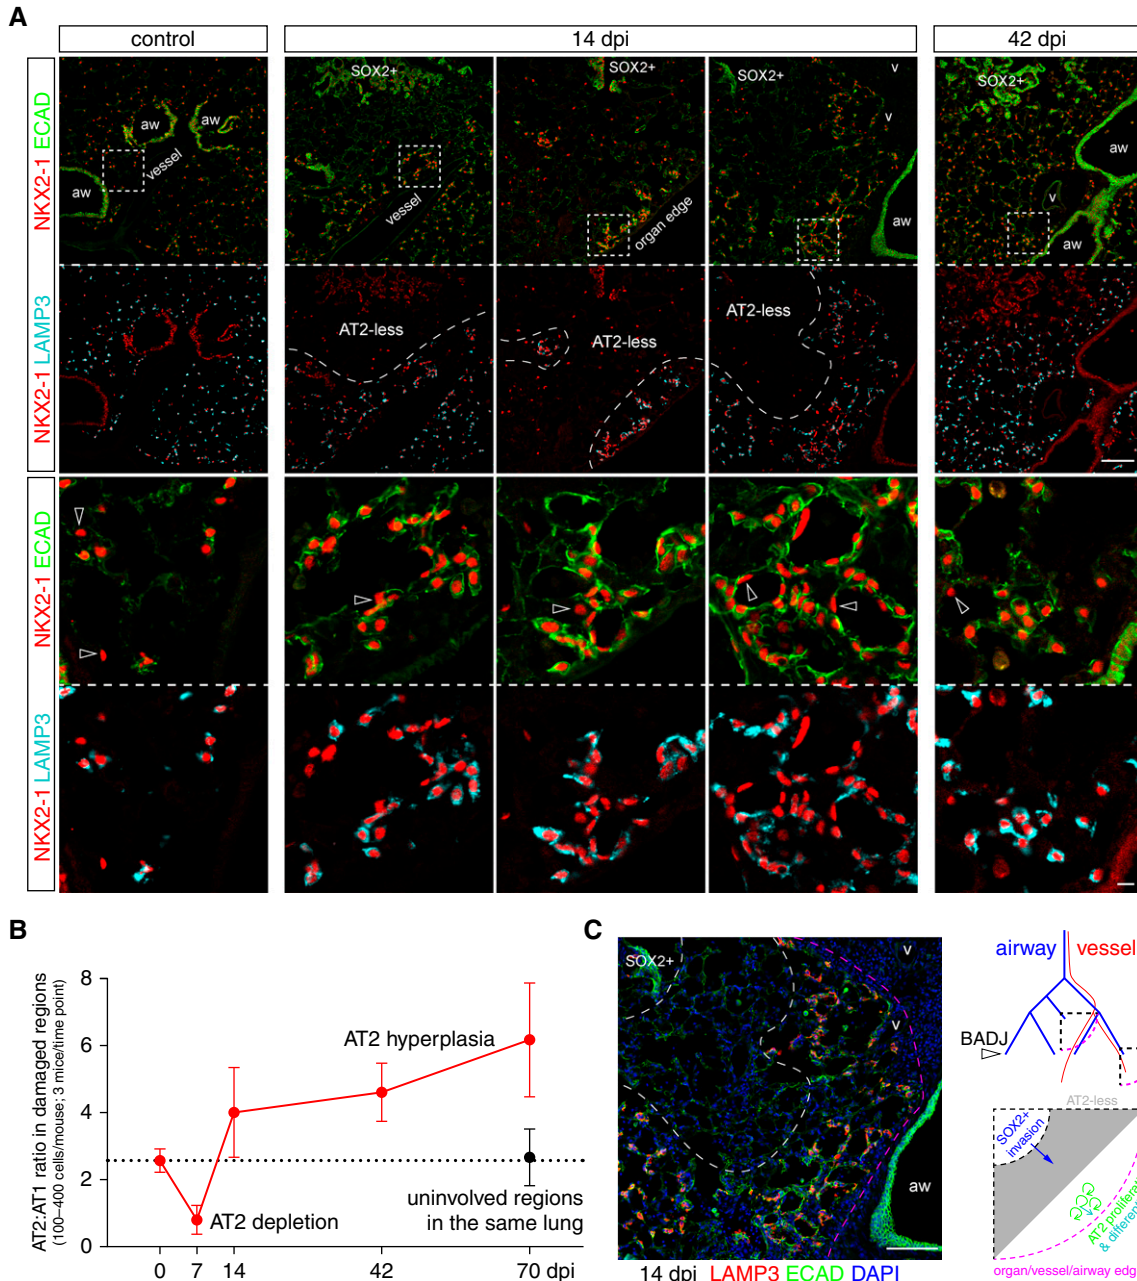 A
control
14 dpi
42 dpi
NKX2-1 ECAD
aw
aw
vessel
aw
SOX2+
vessel
SOX2+
organ edge
SOX2+
v
v
aw
SOX2+
aw
v
aw
NKX2-1 LAMP3
AT2-less
AT2-less
AT2-less
NKX2-1 ECAD
NKX2-1 LAMP3
B
AT2:AT1 ratio in damaged regions
(100–400 cells/mouse; 3 mice/time point)
8
6
4
2
0
AT2 hyperplasia
AT2 depletion
uninvolved regions
in the same lung
0 7 14 42 70 dpi
C
SOX2+
v
v
aw
14 dpi LAMP3 ECAD DAPI
airway vessel
BADJ
AT2-less
SOX2+
invasion
AT2 proliferati
& differen
organ/vessel/airway edg